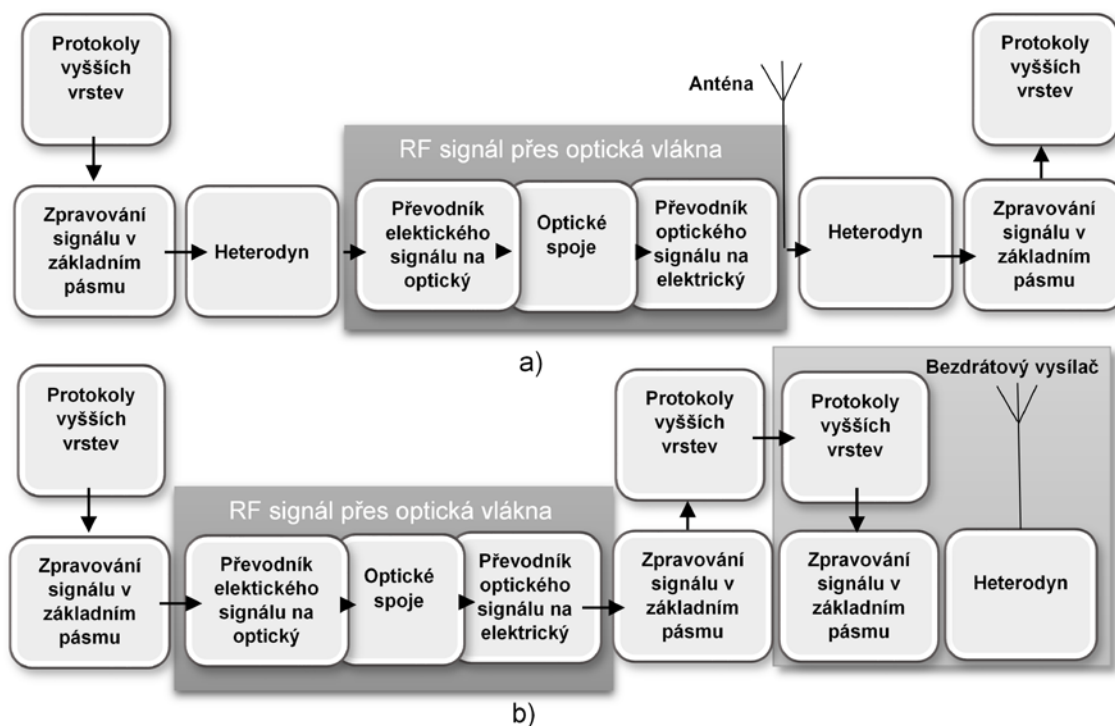 Protokoly
vyšších
vrstev
Zpravování
signálu v
základním
pásmu
Heterodyn
RF signál přes optická vlákna
Převodník
elektického
signálu na
optický
Optické
spoje
Převodník
optického
signálu na
elektrický
Anténa
Heterodyn
Protokoly
vyšších
vrstev
Zpravování
signálu v
základním
pásmu
a)
Protokoly
vyšších
vrstev
Zpravování
signálu v
základním
pásmu
RF signál přes optická vlákna
Převodník
elektického
signálu na
optický
Optické
spoje
Převodník
optického
signálu na
elektrický
Protokoly
vyšších
vrstev
Zpravování
signálu v
základním
pásmu
Bezdrátový vysílač
Protokoly
vyšších
vrstev
Zpravování
signálu v
základním
pásmu
Heterodyn
b)